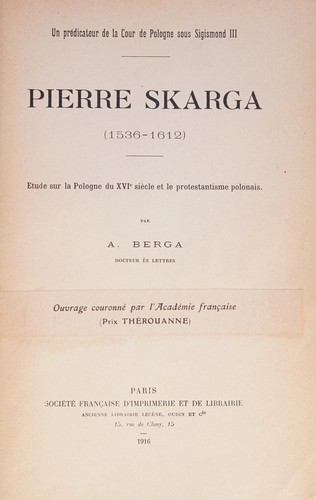 Un prédicateur de la Cour de Pologne sous Sigismond III
PIERRE SKARGA
(1536-1612)
Etude sur la Pologne du XVIe siècle et le protestantisme polonais.
PAR
A. BERGA
DOCTEUR ÈS LETTRES
Ouvrage couronné par l'Académie française
(Prix THÉROUANNE)
PARIS
SOCIÉTÉ FRANÇAISE D'IMPRIMERIE ET DE LIBRAIRIE
ANCIENNE LIBRAIRIE LECÈNE, OUDIN ET Cie
15, rue de Cluny, 15
1916